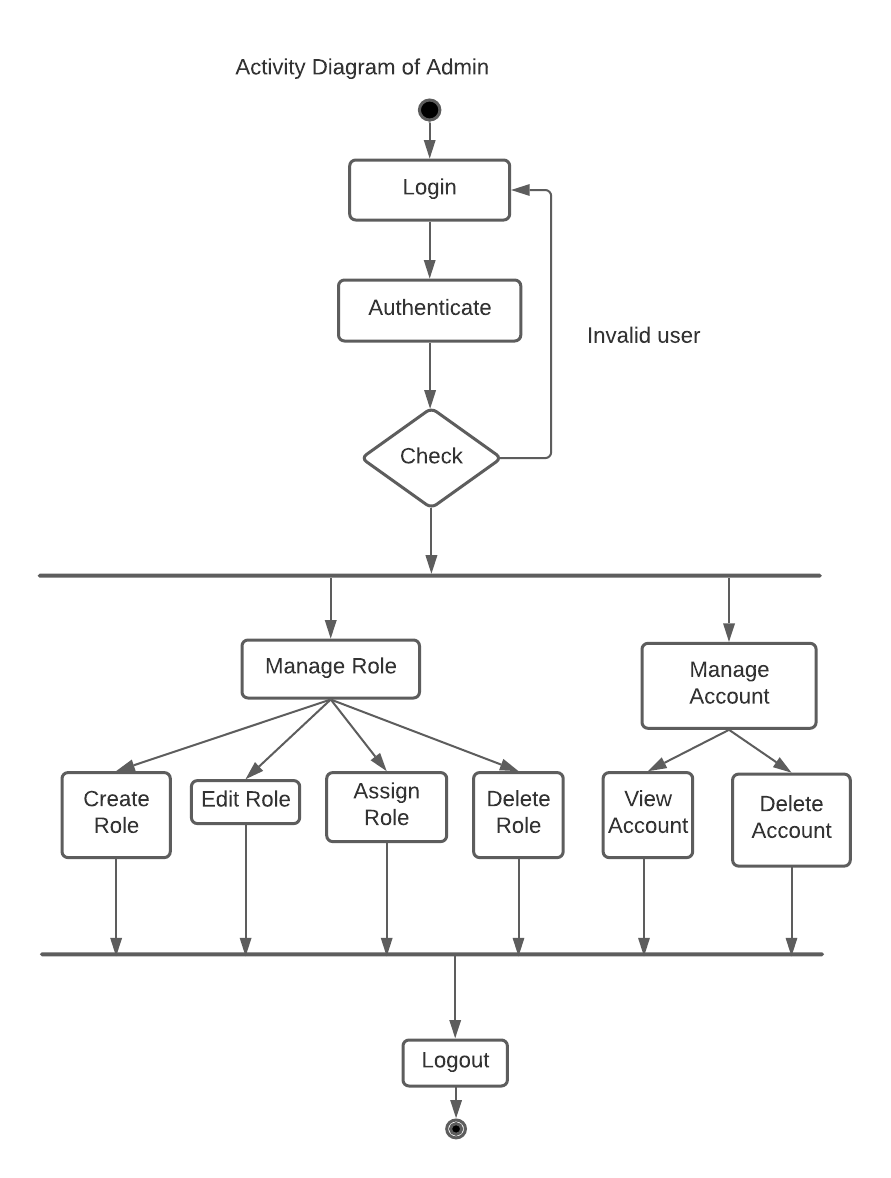 Activity Diagram of Admin
Login
Authenticate
Invalid user
Check
Manage Role
Manage
Account
Create
Role
Edit Role
Assign
Role
Delete
Role
View
Account
Delete
Account
Logout